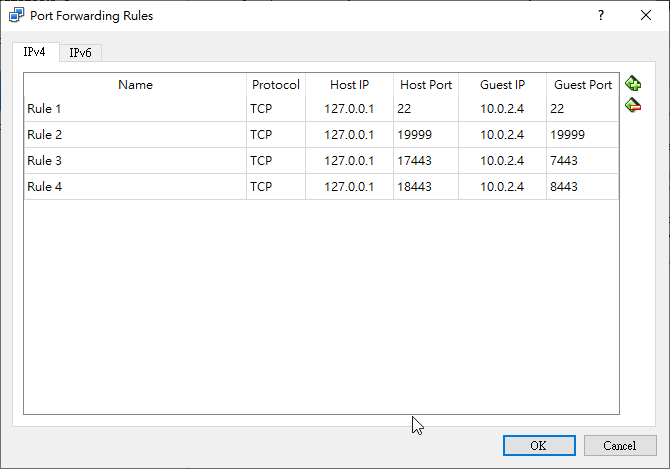 Port Forwarding Rules
IPv4 IPv6
Name Protocol Host IP Host Port Guest IP Guest Port
Rule 1 TCP 127.0.0.1 22 10.0.2.4 22
Rule 2 TCP 127.0.0.1 19999 10.0.2.4 19999
Rule 3 TCP 127.0.0.1 17443 10.0.2.4 7443
Rule 4 TCP 127.0.0.1 18443 10.0.2.4 8443
OK Cancel